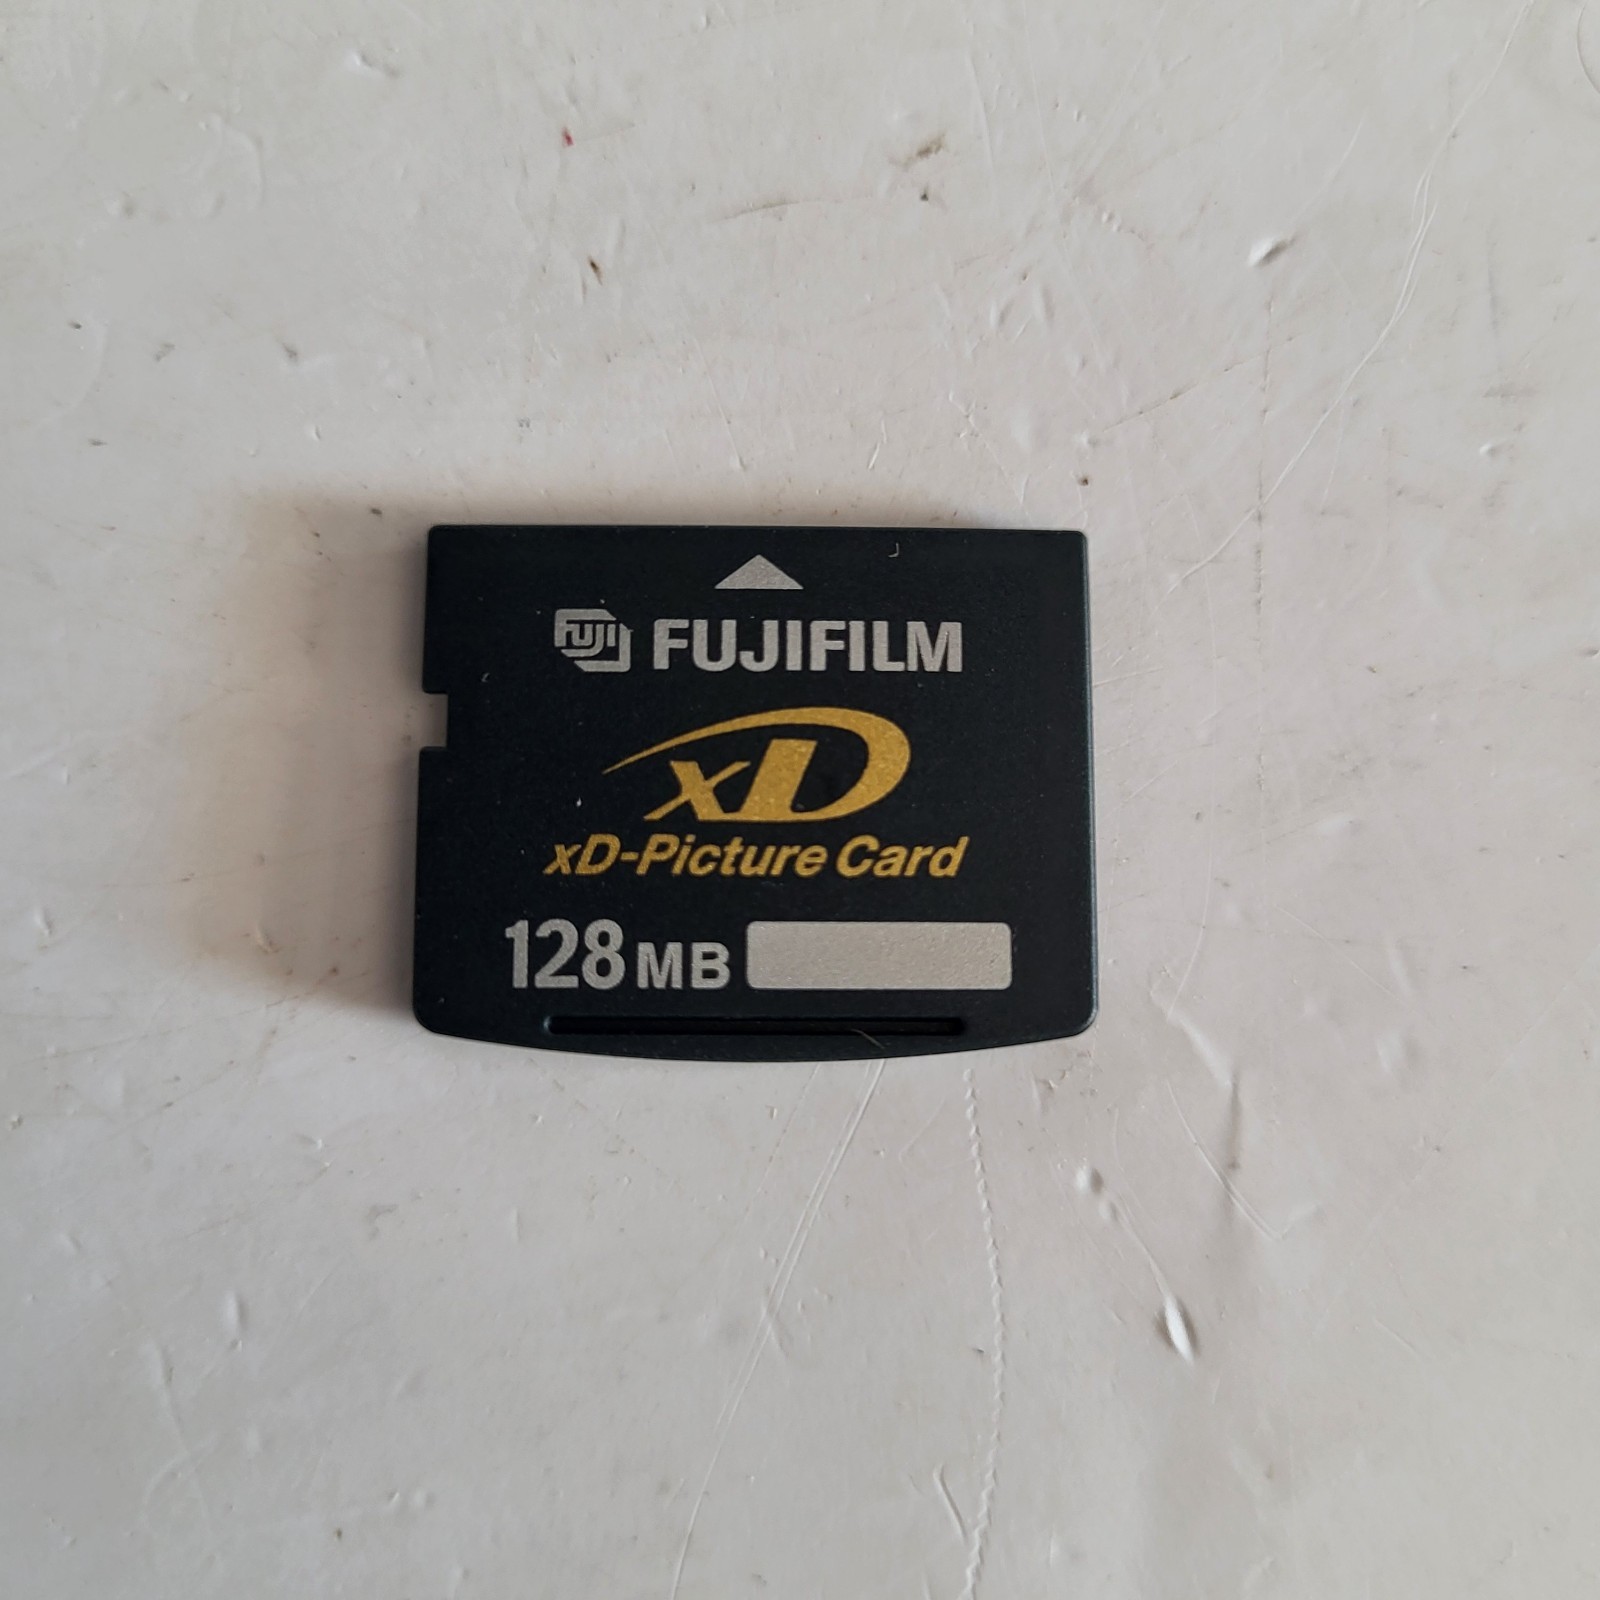 FUJI FUJIFILM
xD
xD-Picture Card
128MB